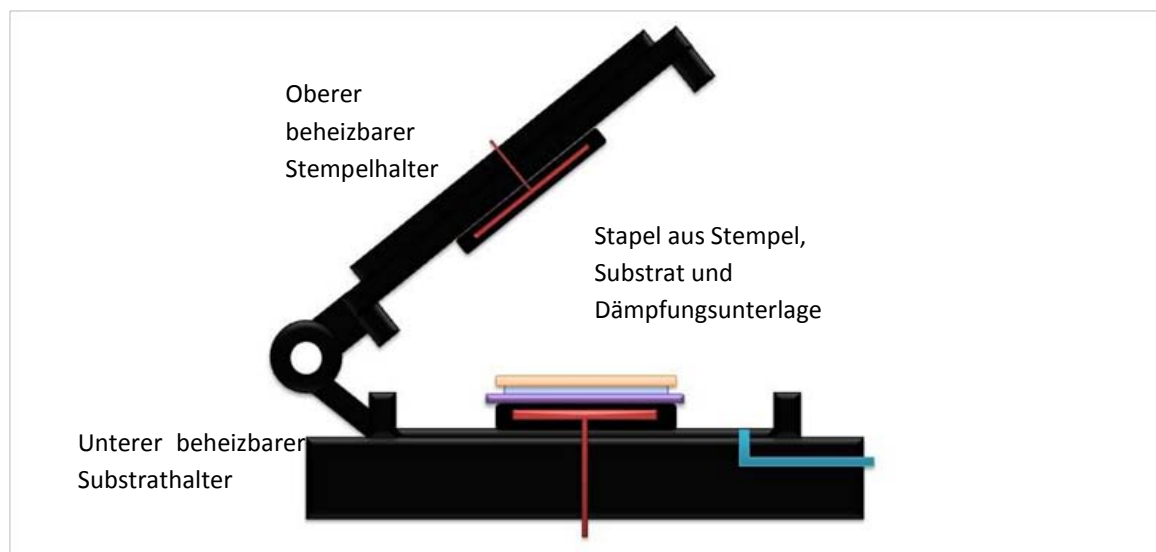 Oberer
beheizbarer
Stempelhalter
Stapel aus Stempel,
Substrat und
Dämpfungsunterlage
Unterer beheizbarer
Substrathalter